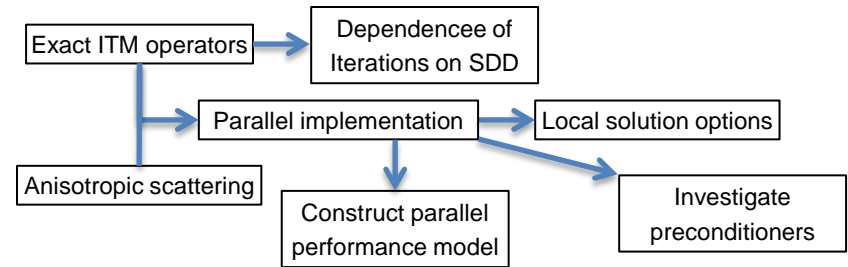 Exact ITM operators
Dependencee of
Iterations on SDD
Parallel implementation
Local solution options
Anisotropic scattering
Construct parallel
performance model
Investigate
preconditioners